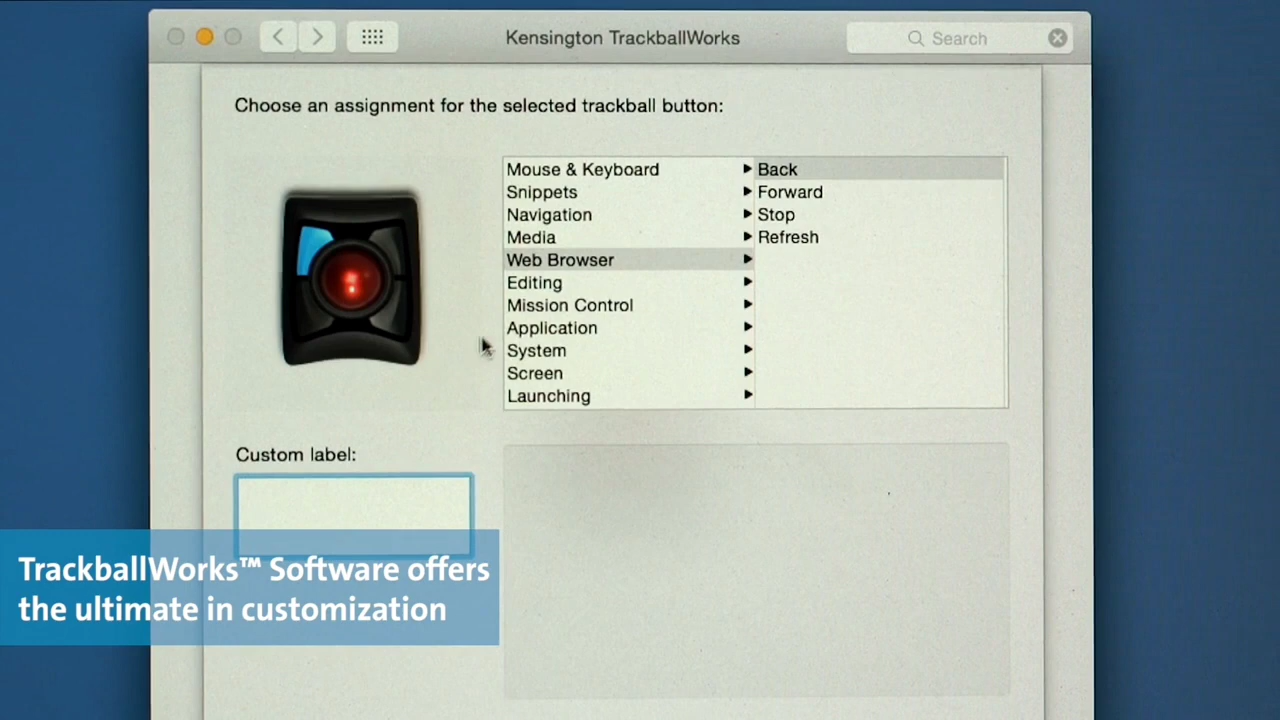 Kensington TrackballWorks
Search
Choose an assignment for the selected trackball button:
Mouse & Keyboard
Snippets
Navigation
Media
Web Browser
Editing
Mission Control
Application
System
Screen
Launching
Back
Forward
Stop
Refresh
Custom label:
TrackballWorks™ Software offers
the ultimate in customization